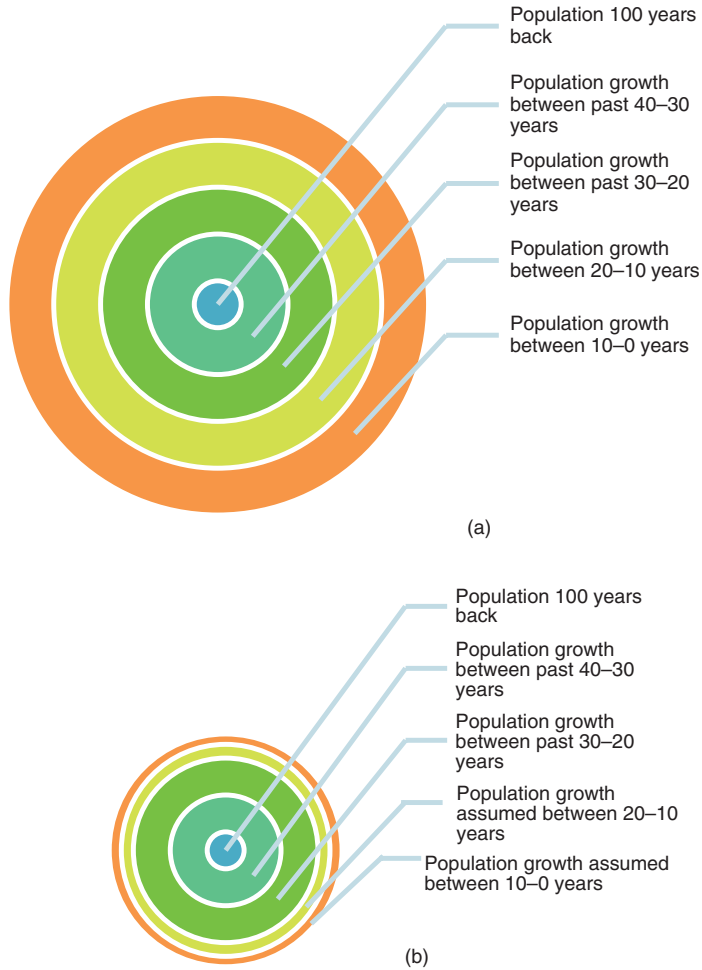 Population 100 years
back
Population growth
between past 40–30
years
Population growth
between past 30–20
years
Population growth
between 20–10 years
Population growth
between 10–0 years
(a)
Population 100 years
back
Population growth
between past 40–30
years
Population growth
between past 30–20
years
Population growth
assumed between 20–10
years
Population growth assumed
between 10–0 years
(b)